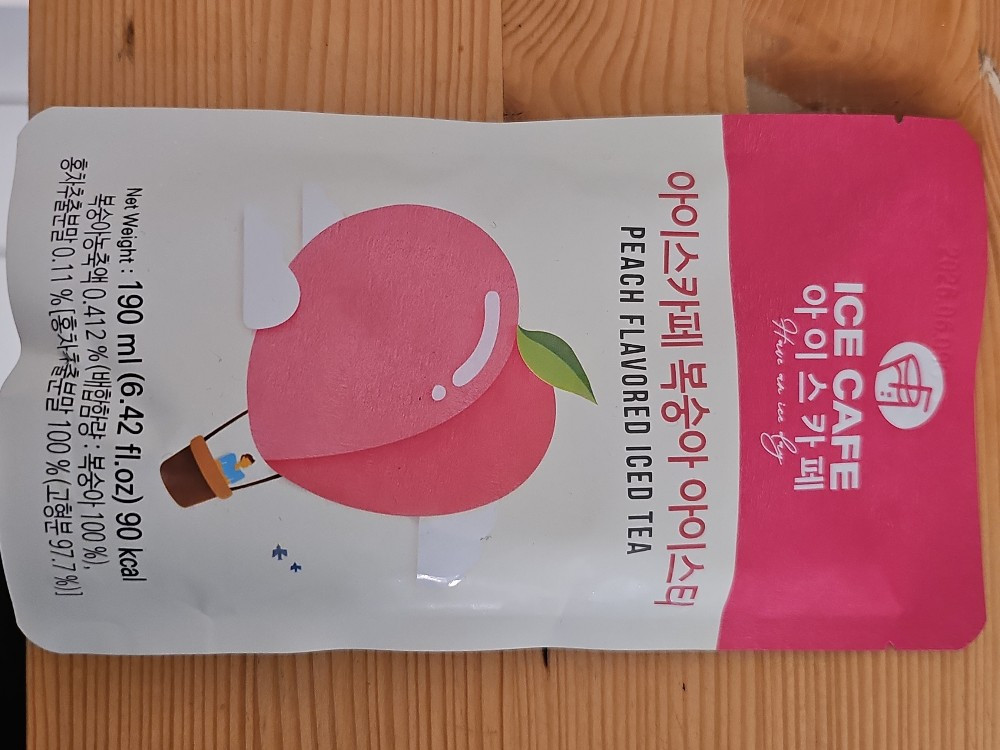 ICE CAFE
아이스카페
Have an ice day
아이스카페 복숭아 아이스티
PEACH FLAVORED ICED TEA
Net Weight : 190 ml (6.42 fl.oz) 90 kcal
복숭아농축액 0.412 % (배합함량 : 복숭아 100 %),
홍차추출분말 0.11 % [홍차추출분말 100 % (고형분 97.7 %)]